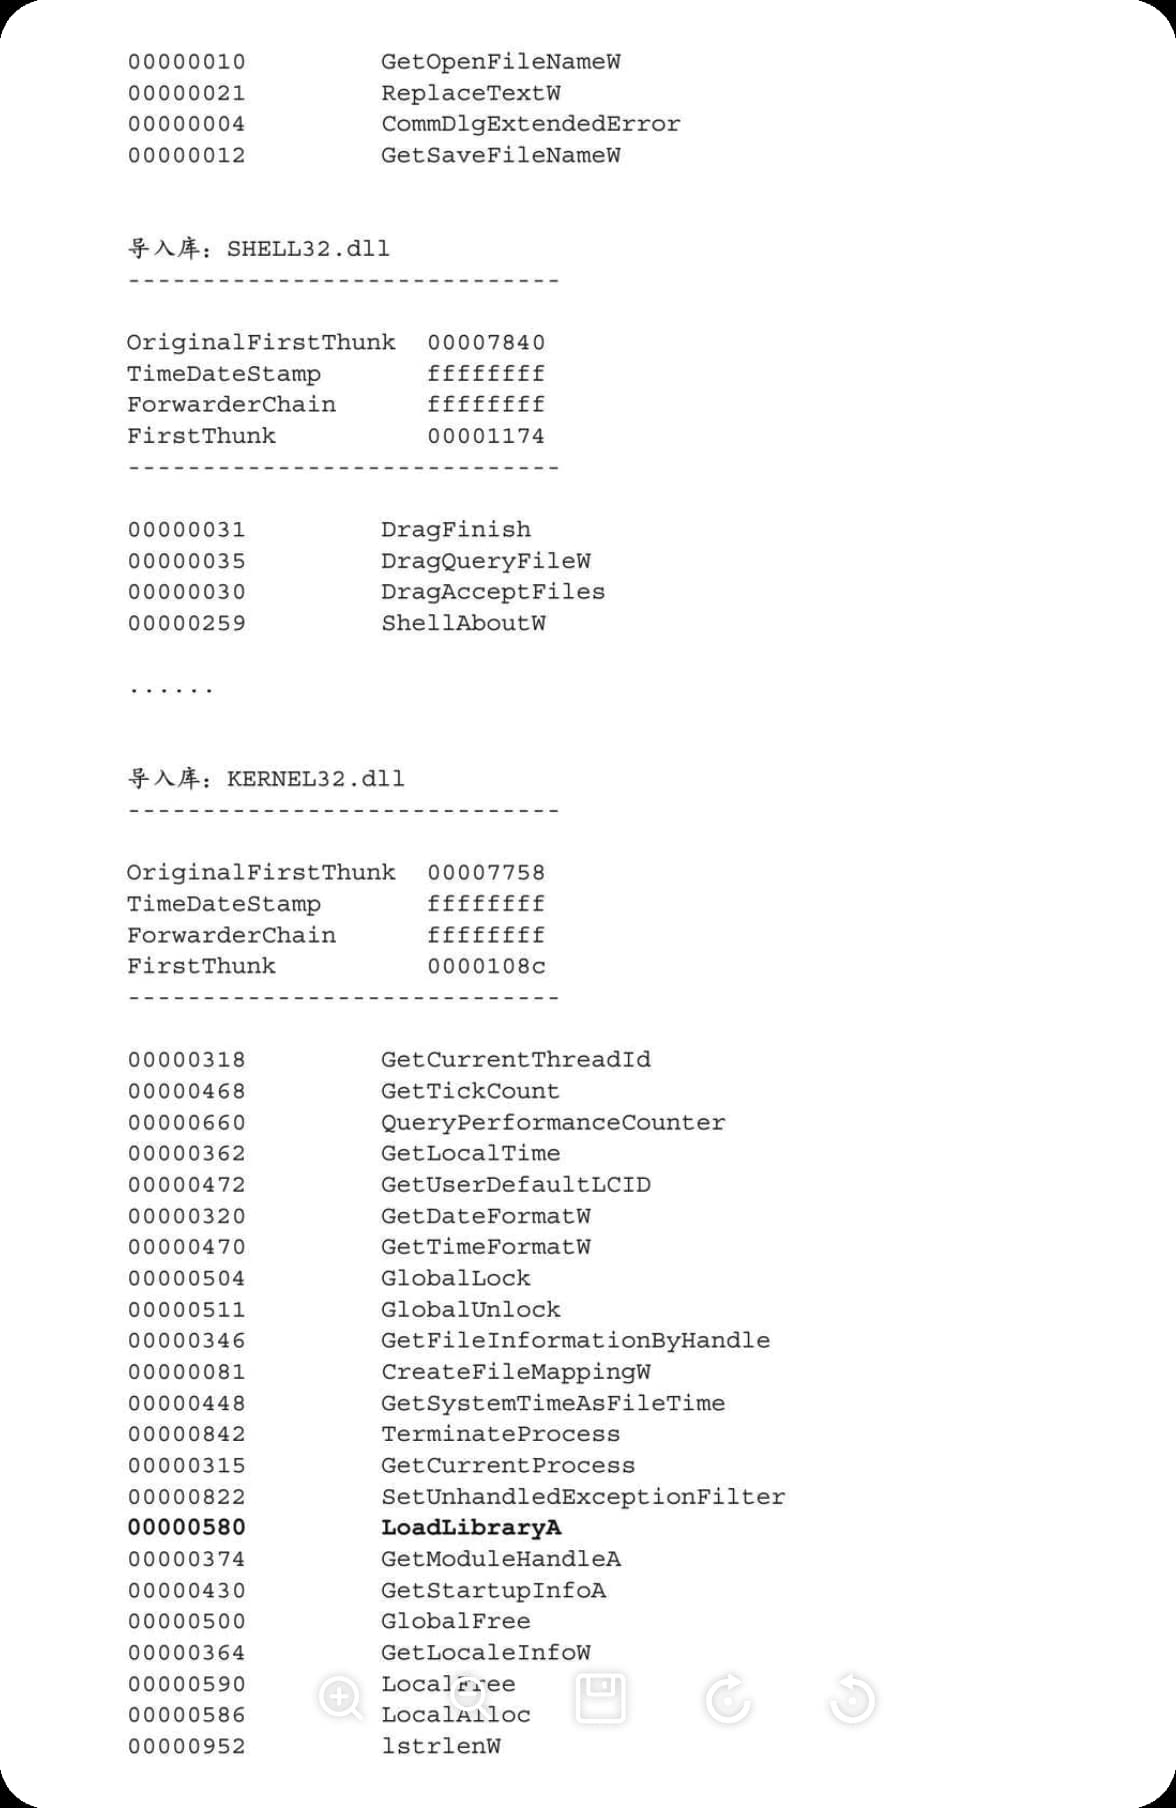 00000010 GetOpenFileNameW
00000021 ReplaceTextW
00000004 CommDlgExtendedError
00000012 GetSaveFileNameW
导入库：SHELL32.dll
-----------------------------
OriginalFirstThunk 00007840
TimeDateStamp ffffffff
ForwarderChain ffffffff
FirstThunk 00001174
-----------------------------
00000031 DragFinish
00000035 DragQueryFileW
00000030 DragAcceptFiles
00000259 ShellAboutW
......
导入库：KERNEL32.dll
-----------------------------
OriginalFirstThunk 00007758
TimeDateStamp ffffffff
ForwarderChain ffffffff
FirstThunk 0000108c
-----------------------------
00000318 GetCurrentThreadId
00000468 GetTickCount
00000660 QueryPerformanceCounter
00000362 GetLocalTime
00000472 GetUserDefaultLCID
00000320 GetDateFormatW
00000470 GetTimeFormatW
00000504 GlobalLock
00000511 GlobalUnlock
00000346 GetFileInformationByHandle
00000081 CreateFileMappingW
00000448 GetSystemTimeAsFileTime
00000842 TerminateProcess
00000315 GetCurrentProcess
00000822 SetUnhandledExceptionFilter
00000580 LoadLibraryA
00000374 GetModuleHandleA
00000430 GetStartupInfoA
00000500 GlobalFree
00000364 GetLocaleInfoW
00000590 LocalFree
00000586 LocalAlloc
00000952 lstrlenW